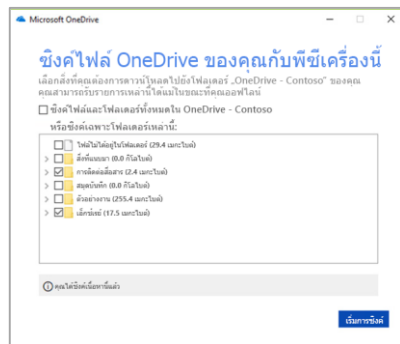 Microsoft OneDrive
ซิงค์ไฟล์ OneDrive ของคุณกับพีซีเครื่องนี้
เลือกสิ่งที่คุณต้องการดาวน์โหลดไปยังโฟลเดอร์ „OneDrive - Contoso" ของคุณ
คุณสามารถรับรายการเหล่านี้ได้แม้ในขณะที่คุณออฟไลน์
ซิงค์ไฟล์และโฟลเดอร์ทั้งหมดใน OneDrive - Contoso
หรือซิงค์เฉพาะโฟลเดอร์เหล่านี้:
ไฟล์ไม่ได้อยู่ในโฟลเดอร์ (29.4 เมกะไบต์)
สิ่งที่แนบมา (0.0 กิโลไบต์)
การติดต่อสื่อสาร (2.4 เมกะไบต์)
สมุดบันทึก (0.0 กิโลไบต์)
ตัวอย่างงาน (255.4 เมกะไบต์)
เอ็กซ์เรย์ (17.5 เมกะไบต์)
คุณได้ซิงค์เนื้อหานี้แล้ว
เริ่มการซิงค์